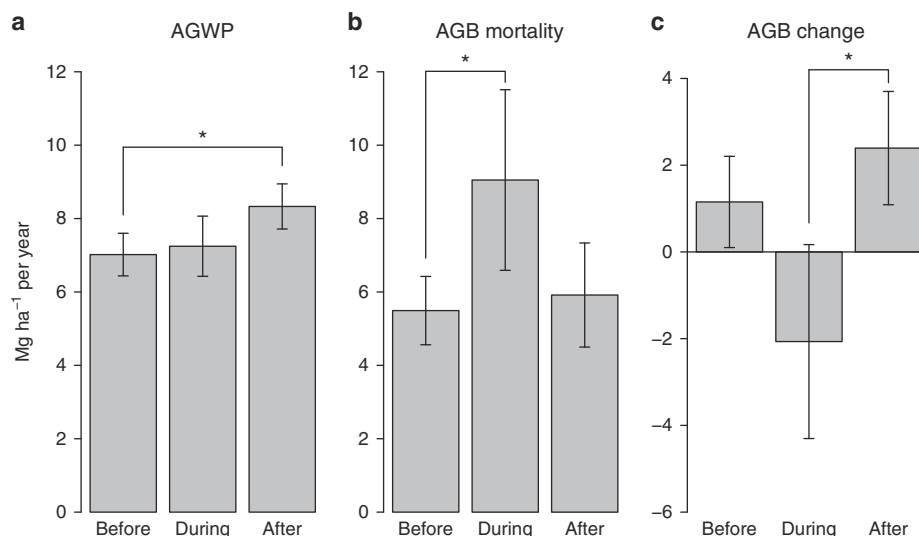 a
AGWP
12
10
8
6
4
2
0
Mg ha−1 per year
*
Before During After
b
AGB mortality
12
10
8
6
4
2
0
*
Before During After
c
AGB change
4
2
0
−2
−4
−6
*
Before During After